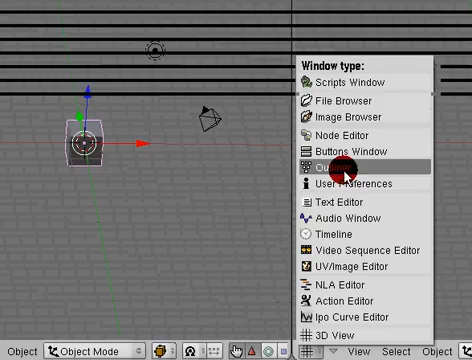 Window type:
Scripts Window
File Browser
Image Browser
Node Editor
Buttons Window
Outliner
User Preferences
Text Editor
Audio Window
Timeline
Video Sequence Editor
UV/Image Editor
NLA Editor
Action Editor
Ipo Curve Editor
3D View
Object Object Mode View Select Object